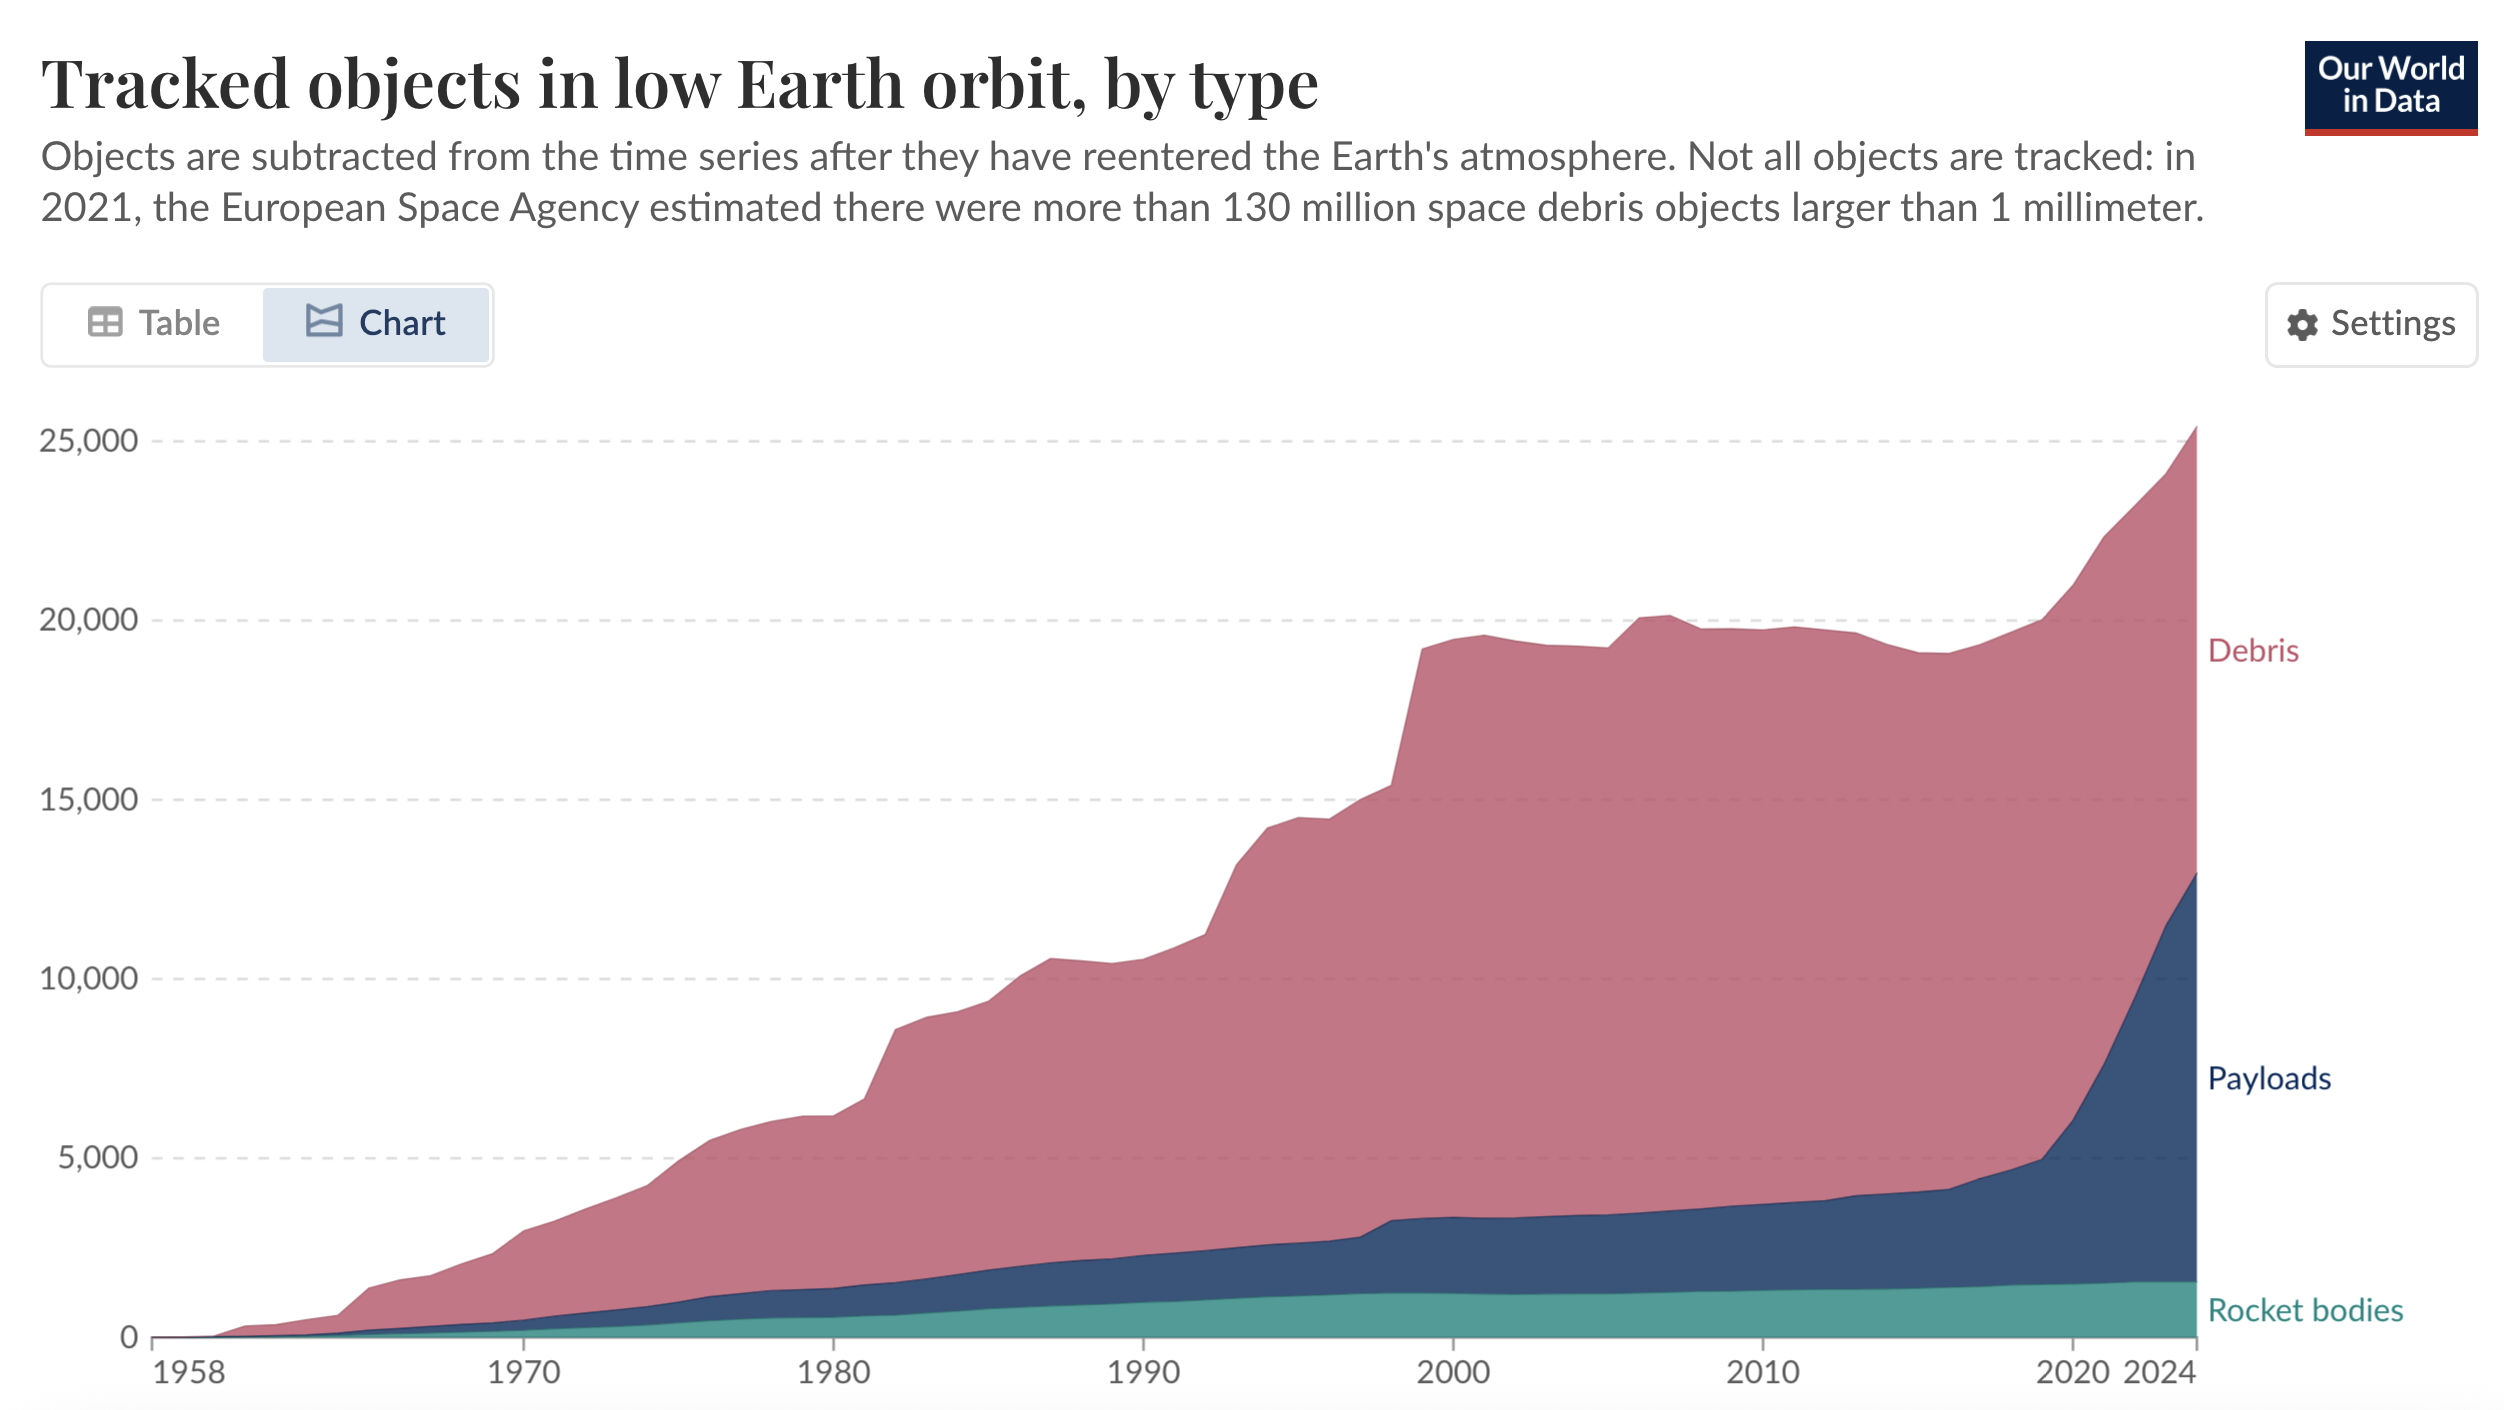 Tracked objects in low Earth orbit, by type
Our World
in Data
Objects are subtracted from the time series after they have reentered the Earth's atmosphere. Not all objects are tracked: in
2021, the European Space Agency estimated there were more than 130 million space debris objects larger than 1 millimeter.
Table
Chart
Settings
25,000
20,000
Debris
15,000
10,000
Payloads
5,000
Rocket bodies
0
1958
1970
1980
1990
2000
2010
2020
2024